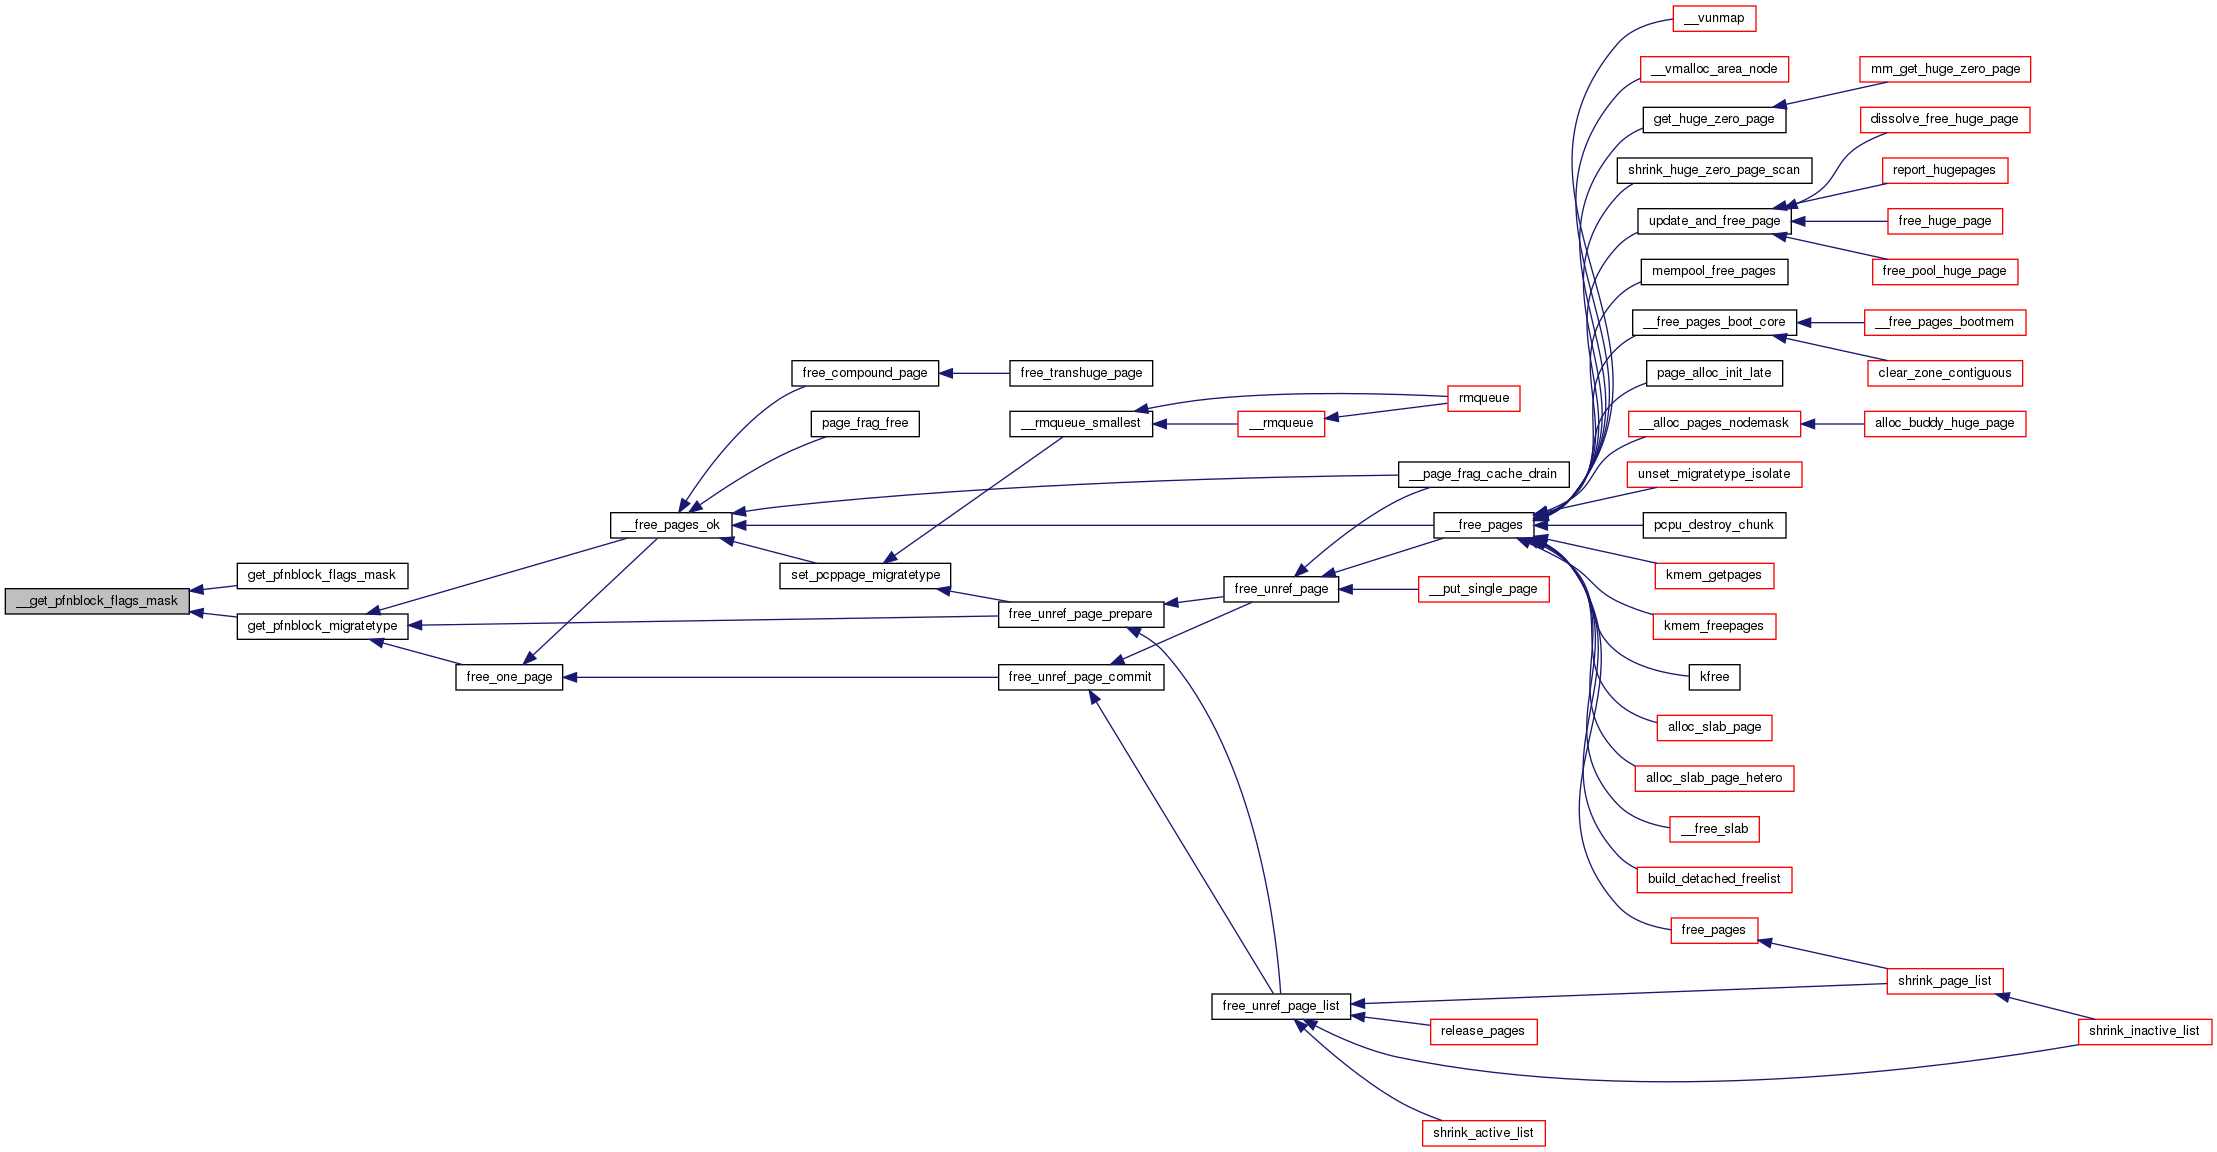 __vunmap
__vmalloc_area_node
mm_get_huge_zero_page
get_huge_zero_page
dissolve_free_huge_page
shrink_huge_zero_page_scan
report_hugepages
update_and_free_page
free_huge_page
mempool_free_pages
free_pool_huge_page
__free_pages_boot_core
__free_pages_bootmem
free_compound_page
free_transhuge_page
page_alloc_init_late
clear_zone_contiguous
rmqueue
page_frag_free
__rmqueue_smallest
__rmqueue
__alloc_pages_nodemask
alloc_buddy_huge_page
__page_frag_cache_drain
unset_migratetype_isolate
__free_pages_ok
__free_pages
pcpu_destroy_chunk
get_pfnblock_flags_mask
set_pcppage_migratetype
kmem_getpages
__get_pfnblock_flags_mask
free_unref_page
__put_single_page
get_pfnblock_migratetype
free_unref_page_prepare
kmem_freepages
free_one_page
free_unref_page_commit
kfree
alloc_slab_page
alloc_slab_page_hetero
__free_slab
build_detached_freelist
free_pages
shrink_page_list
free_unref_page_list
release_pages
shrink_inactive_list
shrink_active_list